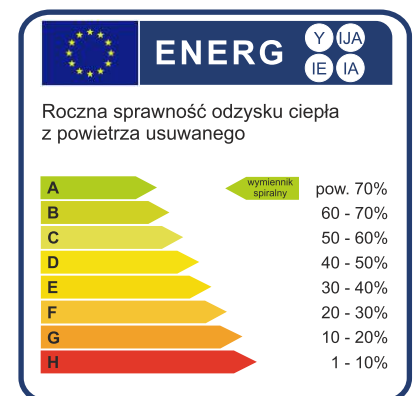 ENERG Y IJA
IE IA
Roczna sprawność odzysku ciepła
z powietrza usuwanego
A wymiennik spiralny pow. 70%
B 60 - 70%
C 50 - 60%
D 40 - 50%
E 30 - 40%
F 20 - 30%
G 10 - 20%
H 1 - 10%